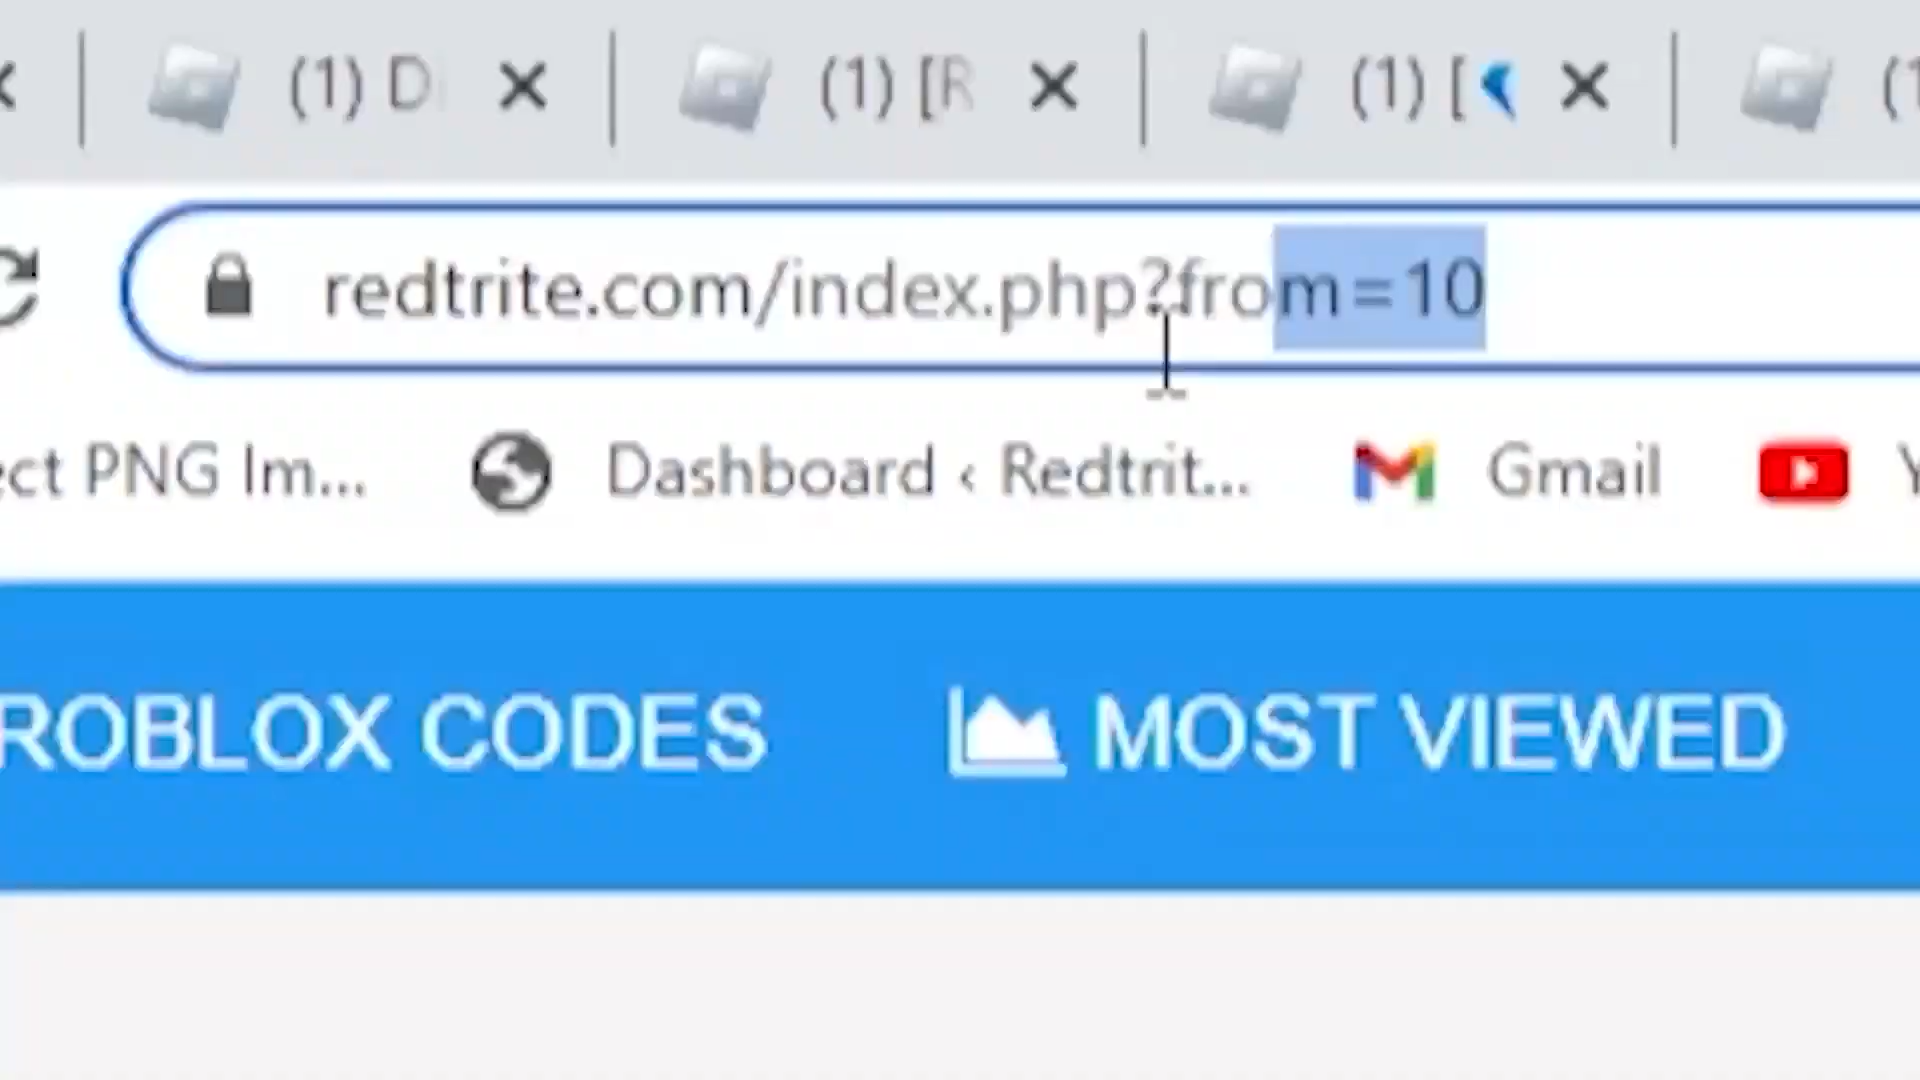 (1) D (1) [R (1) [ (1
redtrite.com/index.php?from=10
ect PNG Im... Dashboard ‹ Redtrit... Gmail Y
ROBLOX CODES MOST VIEWED